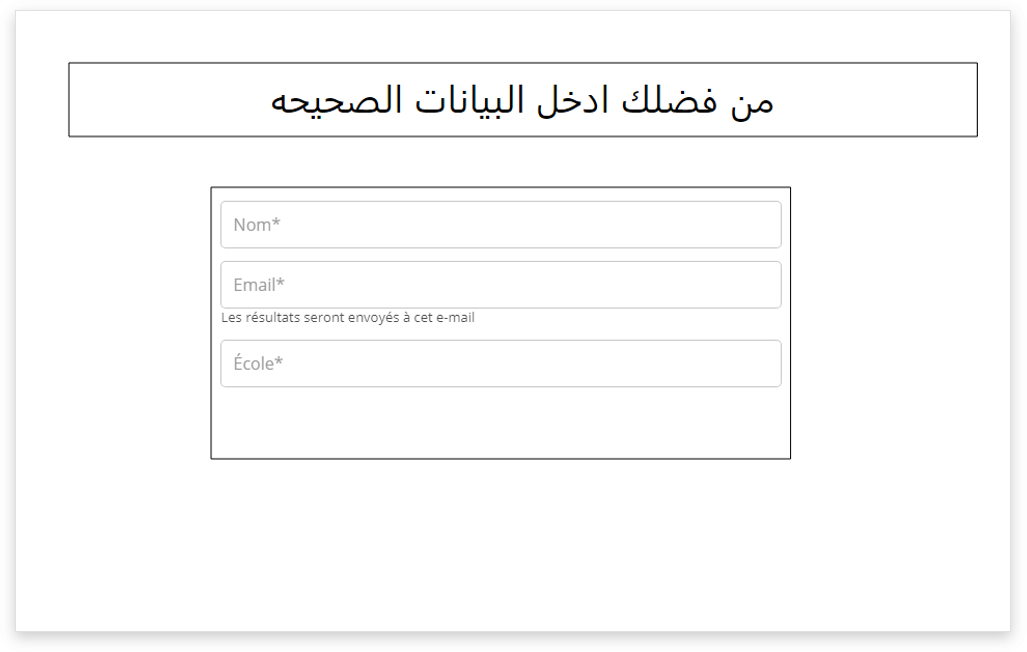 من فضلك ادخل البيانات الصحيحه
Nom*
Email*
Les résultats seront envoyés à cet e-mail
École*